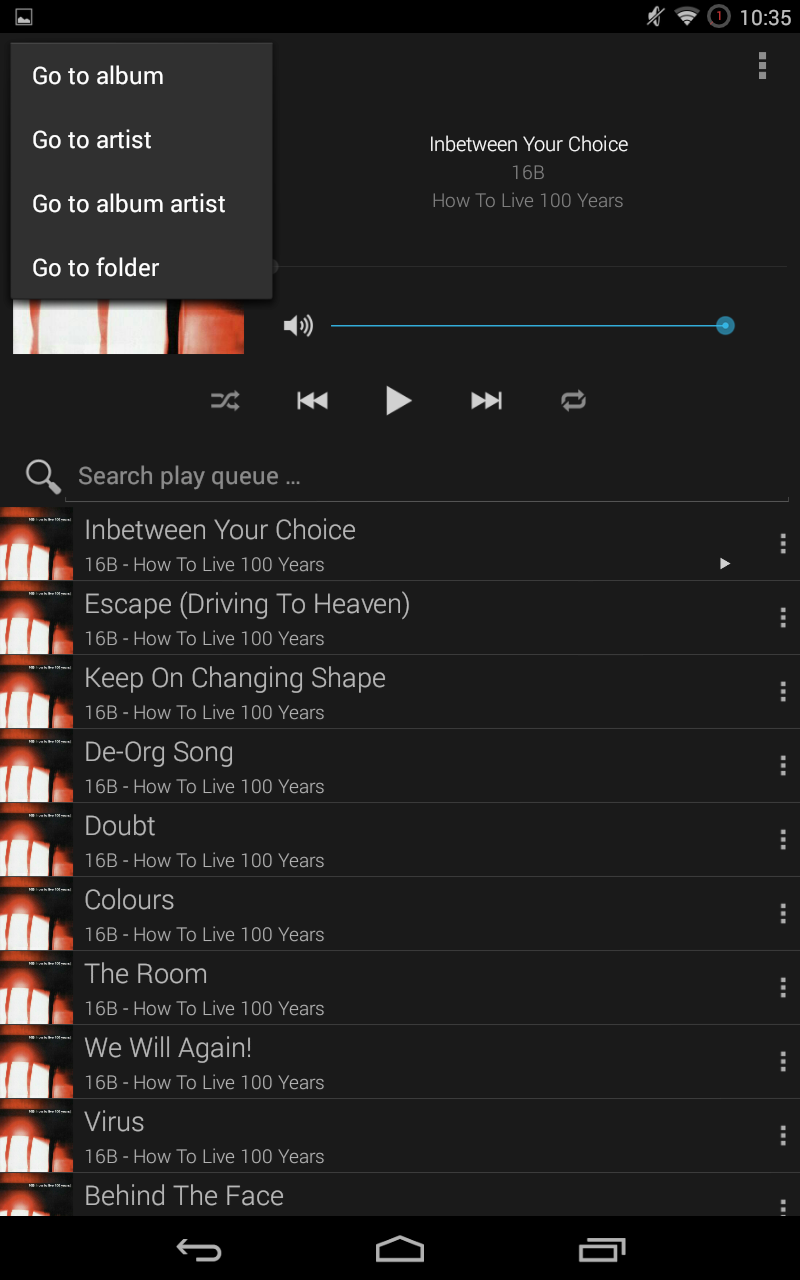 1 10:35
Go to album
Go to artist
Go to album artist
Go to folder
Inbetween Your Choice
16B
How To Live 100 Years
Search play queue ...
Inbetween Your Choice
16B - How To Live 100 Years
Escape (Driving To Heaven)
16B - How To Live 100 Years
Keep On Changing Shape
16B - How To Live 100 Years
De-Org Song
16B - How To Live 100 Years
Doubt
16B - How To Live 100 Years
Colours
16B - How To Live 100 Years
The Room
16B - How To Live 100 Years
We Will Again!
16B - How To Live 100 Years
Virus
16B - How To Live 100 Years
Behind The Face